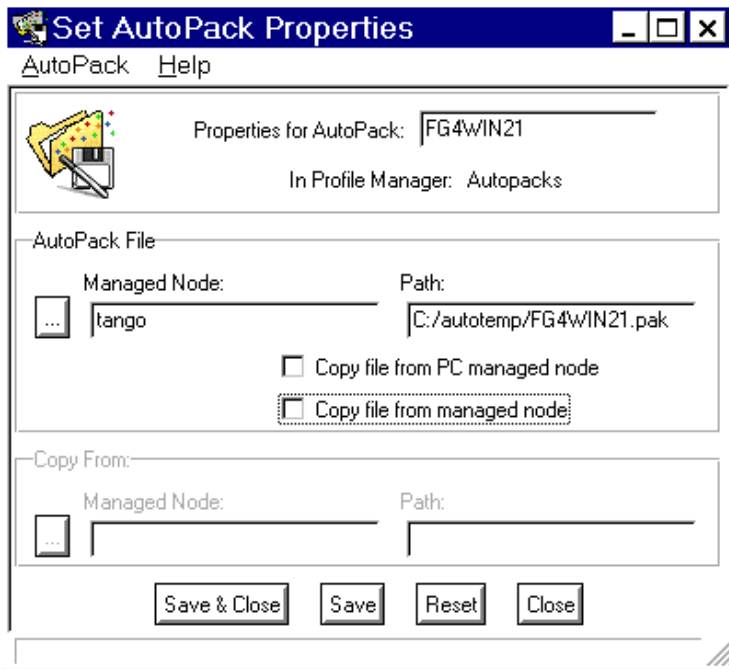 Set AutoPack Properties
AutoPack Help
Properties for AutoPack: FG4WIN21
In Profile Manager: Autopacks
AutoPack File
Managed Node: Path:
... tango C:/autotemp/FG4WIN21.pak
Copy file from PC managed node
Copy file from managed node
Copy From:
Managed Node: Path:
...
Save & Close Save Reset Close